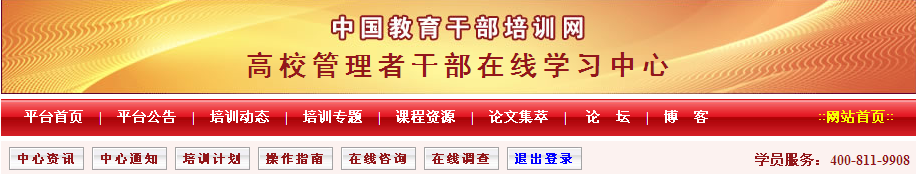 中国教育干部培训网
高校管理者干部在线学习中心
平台首页 | 平台公告 | 培训动态 | 培训专题 | 课程资源 | 论文集萃 | 论 坛 | 博 客 ::网站首页::
中心资讯 中心通知 培训计划 操作指南 在线咨询 在线调查 退出登录 学员服务：400-811-9908